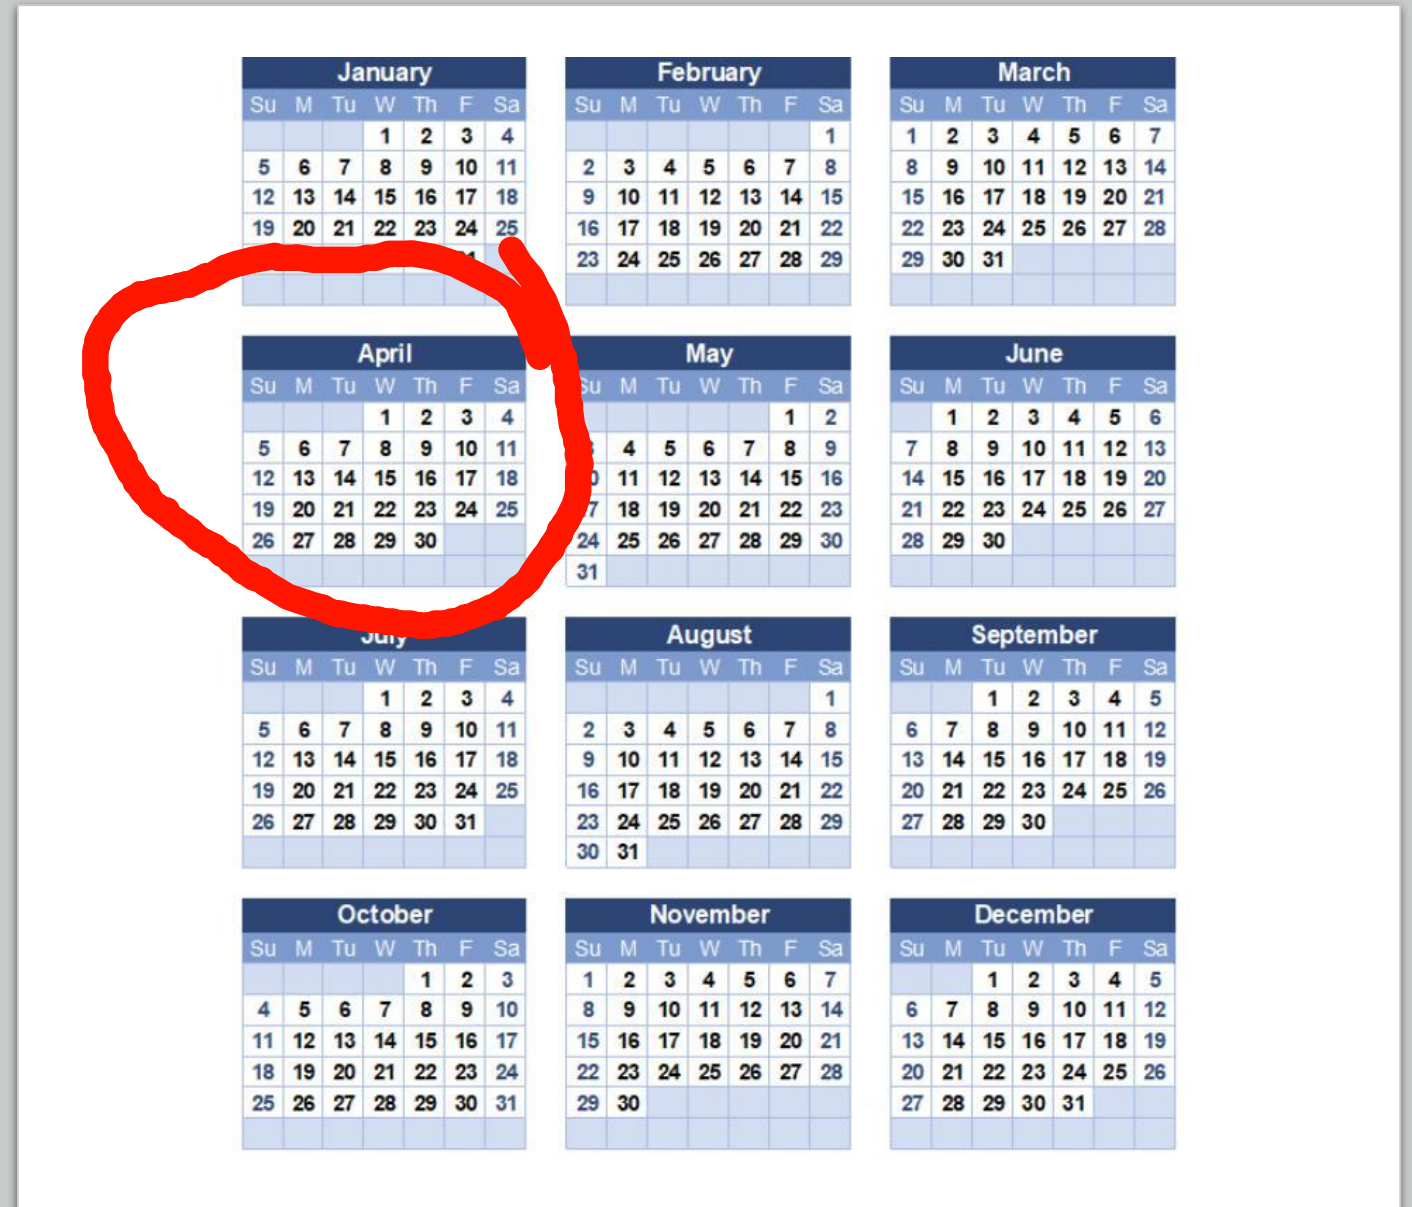 January
Su M Tu W Th F Sa
1 2 3 4
5 6 7 8 9 10 11
12 13 14 15 16 17 18
19 20 21 22 23 24 25
February
Su M Tu W Th F Sa
1
2 3 4 5 6 7 8
9 10 11 12 13 14 15
16 17 18 19 20 21 22
23 24 25 26 27 28 29
March
Su M Tu W Th F Sa
1 2 3 4 5 6 7
8 9 10 11 12 13 14
15 16 17 18 19 20 21
22 23 24 25 26 27 28
29 30 31
April
Su M Tu W Th F Sa
1 2 3 4
5 6 7 8 9 10 11
12 13 14 15 16 17 18
19 20 21 22 23 24 25
26 27 28 29 30
May
Su M Tu W Th F Sa
1 2
4 5 6 7 8 9
11 12 13 14 15 16
18 19 20 21 22 23
24 25 26 27 28 29 30
31
June
Su M Tu W Th F Sa
1 2 3 4 5 6
7 8 9 10 11 12 13
14 15 16 17 18 19 20
21 22 23 24 25 26 27
28 29 30
July
Su M Tu W Th F Sa
1 2 3 4
5 6 7 8 9 10 11
12 13 14 15 16 17 18
19 20 21 22 23 24 25
26 27 28 29 30 31
August
Su M Tu W Th F Sa
1
2 3 4 5 6 7 8
9 10 11 12 13 14 15
16 17 18 19 20 21 22
23 24 25 26 27 28 29
30 31
September
Su M Tu W Th F Sa
1 2 3 4 5
6 7 8 9 10 11 12
13 14 15 16 17 18 19
20 21 22 23 24 25 26
27 28 29 30
October
Su M Tu W Th F Sa
1 2 3
4 5 6 7 8 9 10
11 12 13 14 15 16 17
18 19 20 21 22 23 24
25 26 27 28 29 30 31
November
Su M Tu W Th F Sa
1 2 3 4 5 6 7
8 9 10 11 12 13 14
15 16 17 18 19 20 21
22 23 24 25 26 27 28
29 30
December
Su M Tu W Th F Sa
1 2 3 4 5
6 7 8 9 10 11 12
13 14 15 16 17 18 19
20 21 22 23 24 25 26
27 28 29 30 31